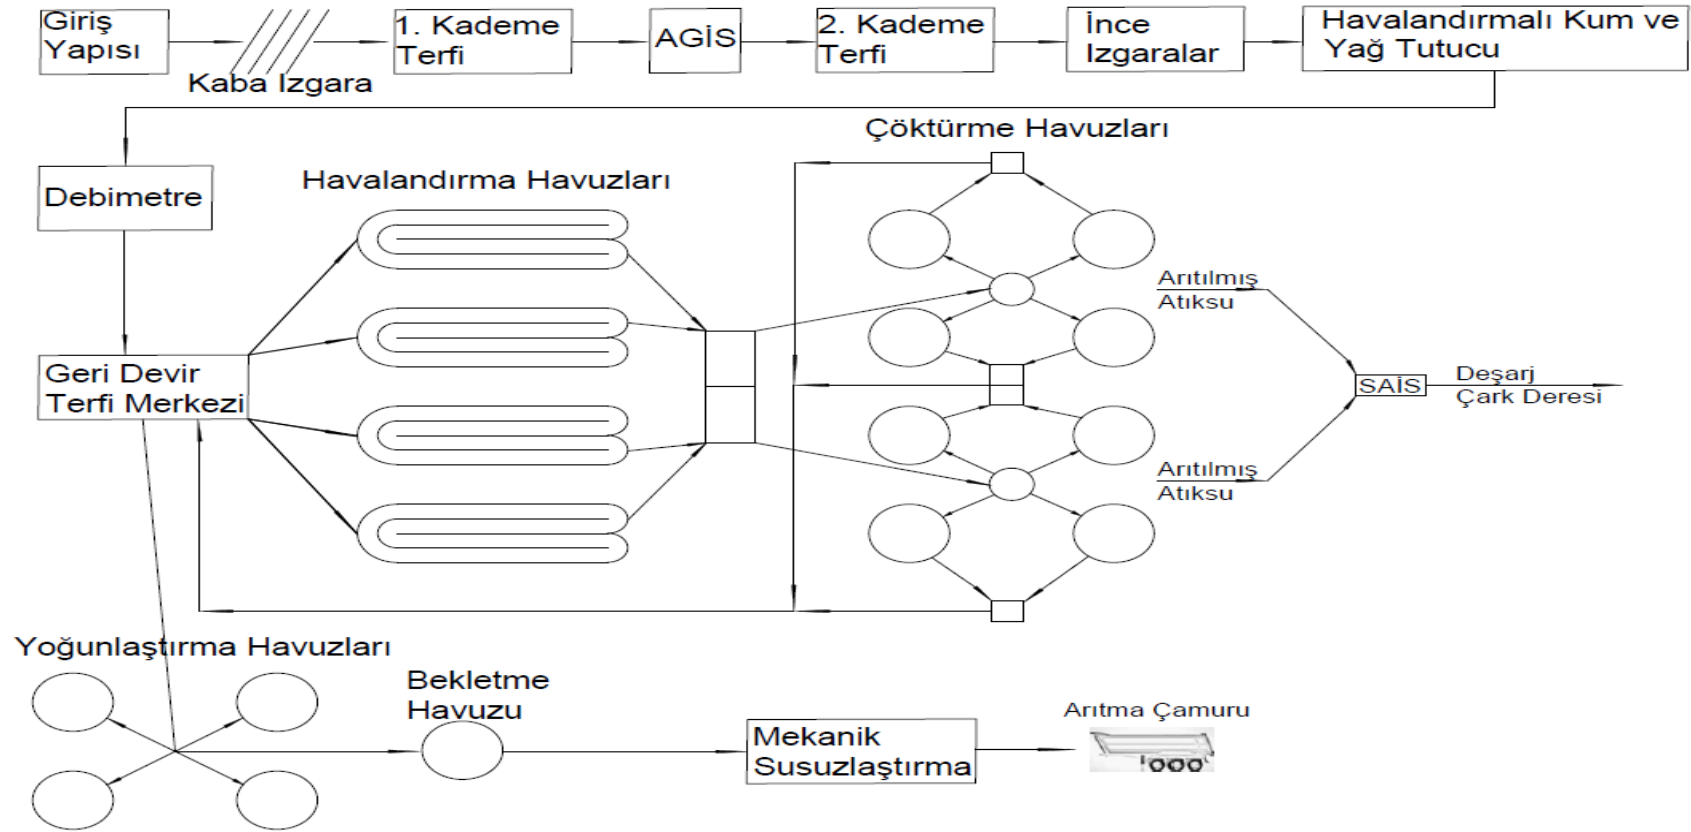 Giriş
Yapısı
Kaba Izgara
1. Kademe
Terfi
AGİS
2. Kademe
Terfi
İnce
Izgaralar
Havalandırmalı Kum ve
Yağ Tutucu
Debimetre
Havalandırma Havuzları
Çöktürme Havuzları
Geri Devir
Terfi Merkezi
Arıtılmış
Atıksu
Arıtılmış
Atıksu
SAİS
Deşarj
Çark Deresi
Yoğunlaştırma Havuzları
Bekletme
Havuzu
Mekanik
Susuzlaştırma
Arıtma Çamuru